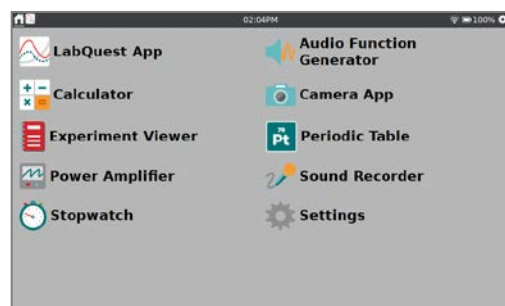 02:04PM
100%
LabQuest App
Audio Function
Generator
Calculator
Camera App
Experiment Viewer
78
Pt
Periodic Table
Power Amplifier
Sound Recorder
Stopwatch
Settings